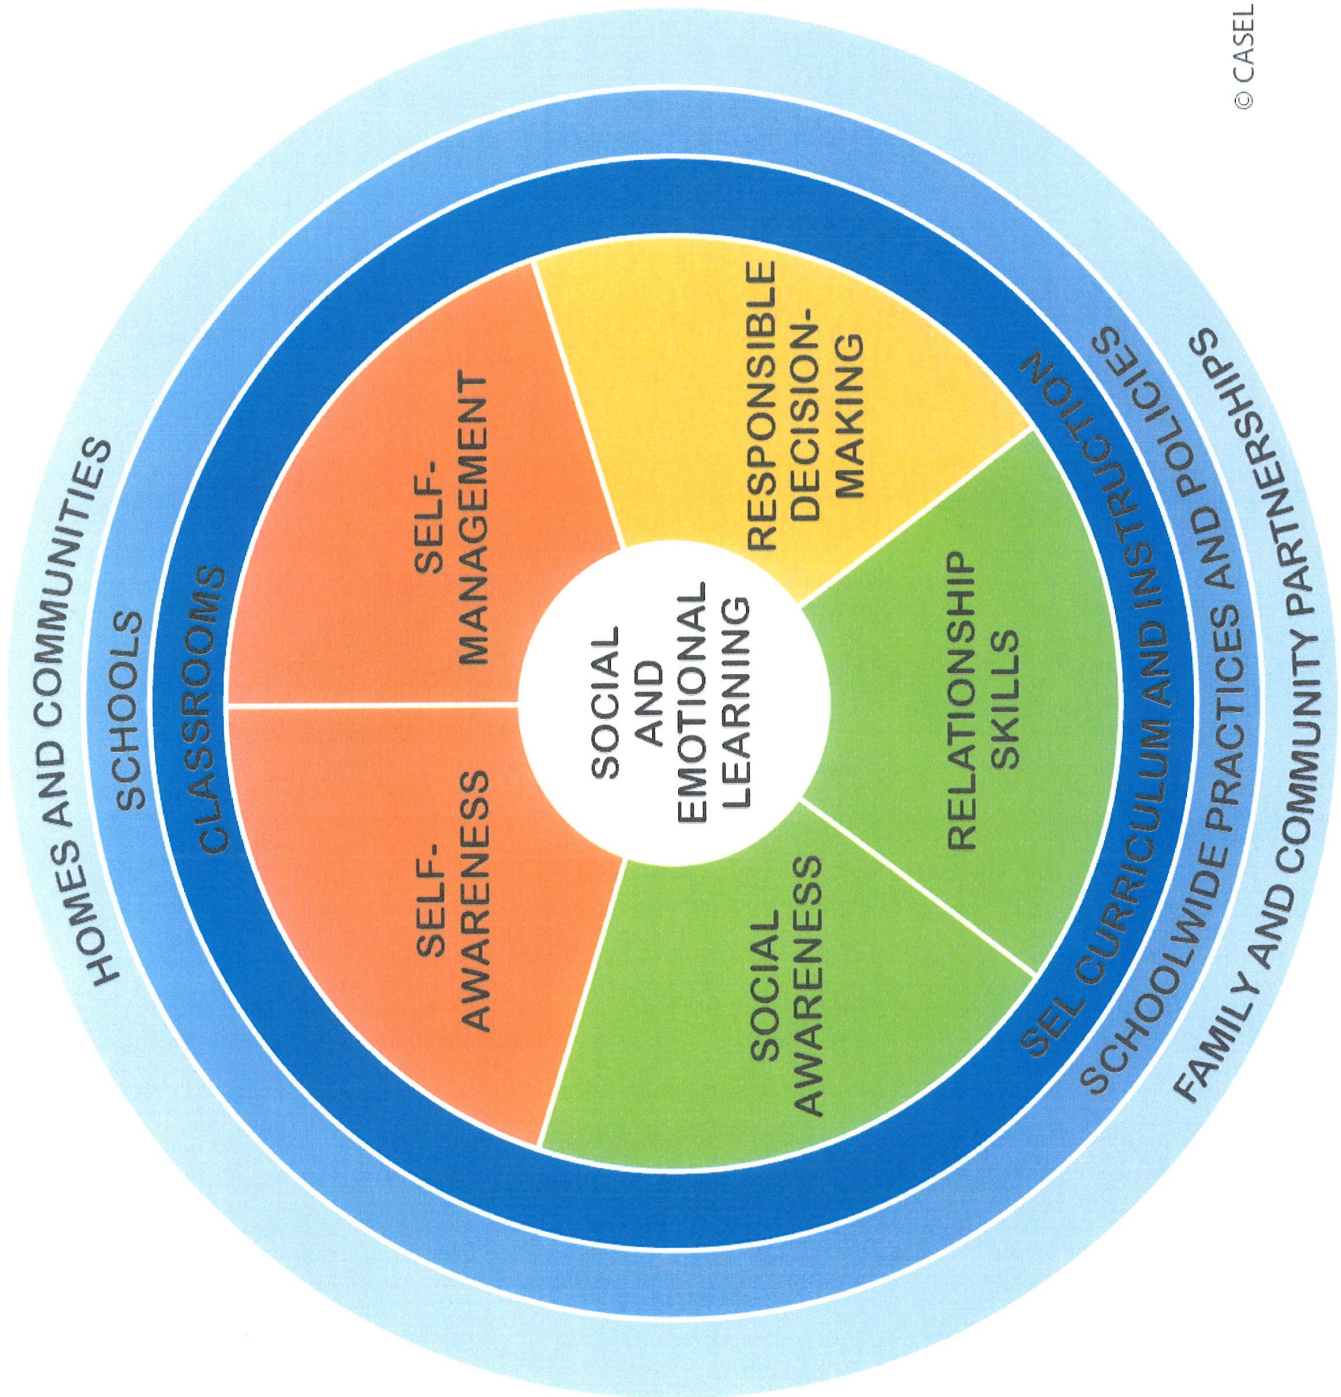 HOMES AND COMMUNITIES
SCHOOLS
CLASSROOMS
SELF-
AWARENESS
SELF-
MANAGEMENT
SOCIAL
AND
EMOTIONAL
LEARNING
SOCIAL
AWARENESS
RESPONSIBLE
DECISION-
MAKING
RELATIONSHIP
SKILLS
SEL CURRICULUM AND INSTRUCTION
SCHOOLWIDE PRACTICES AND POLICIES
FAMILY AND COMMUNITY PARTNERSHIPS
© CASEL